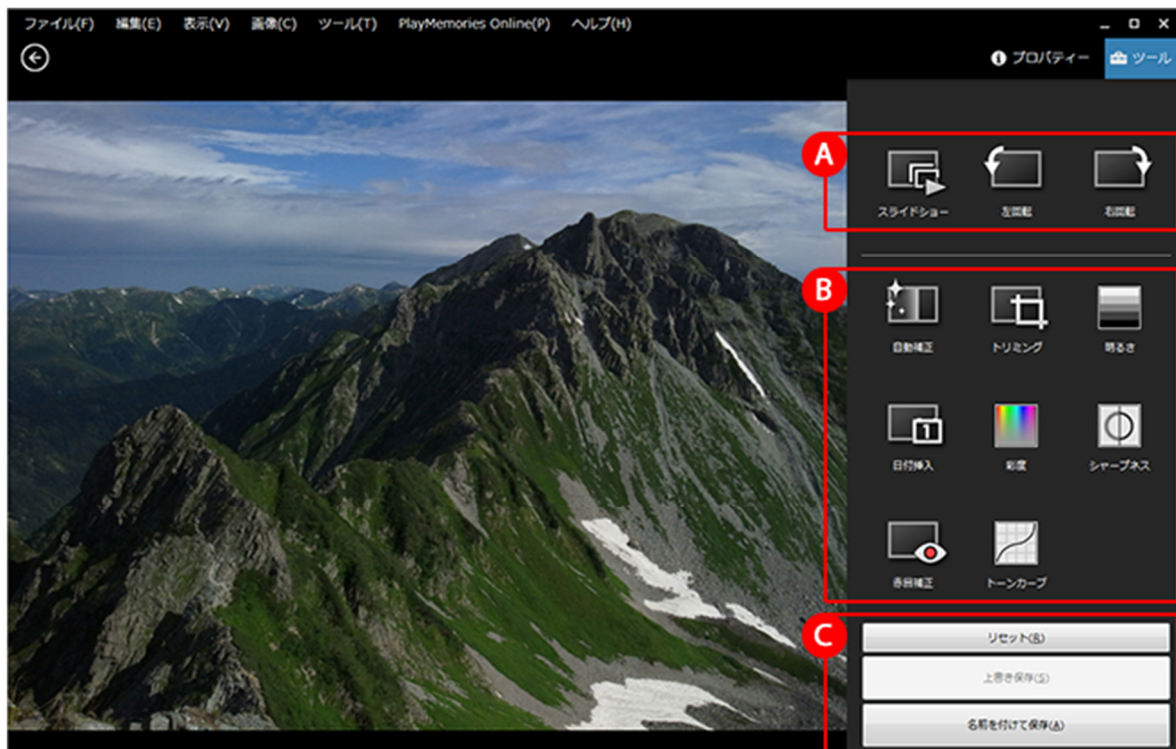 ファイル(F) 編集(E) 表示(V) 画像(C) ツール(T) PlayMemories Online(P) ヘルプ(H)
プロパティー ツール
A
スライドショー 左回転 右回転
B
自動補正 トリミング 明るさ
1
日付挿入 彩度 シャープネス
赤目補正 トーンカーブ
C
リセット(R)
上書き保存(S)
名前を付けて保存(A)